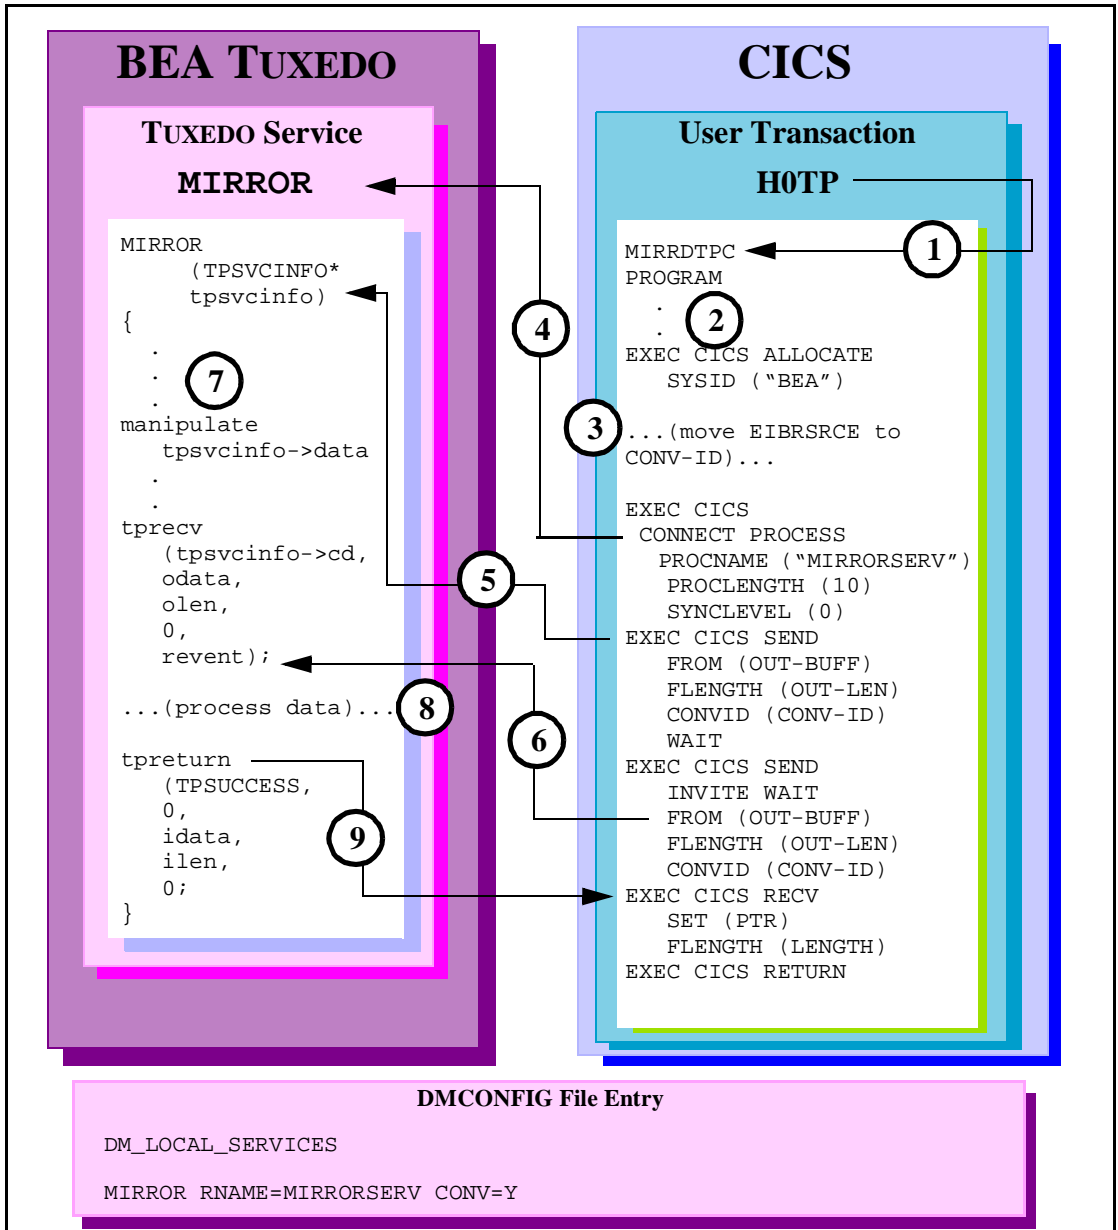 BEA TUXEDO
TUXEDO Service
MIRROR
MIRROR
(TPSVCINFO*
tpsvcinfo)
{
.
.
.
7
manipulate
tpsvcinfo->data
.
.
tprecv
(tpsvcinfo->cd,
odata,
olen,
0,
revent);
...(process data)...
8
tpreturn
(TPSUCCESS,
0,
idata,
ilen,
0;
}
9
4
5
6
CICS
User Transaction
H0TP
1
MIRRDTPC
PROGRAM
.
.
2
EXEC CICS ALLOCATE
SYSID (“BEA”)
3
...(move EIBRSRCE to
CONV-ID)...
EXEC CICS
CONNECT PROCESS
PROCNAME (“MIRRORSERV”)
PROCLENGTH (10)
SYNCLEVEL (0)
EXEC CICS SEND
FROM (OUT-BUFF)
FLENGTH (OUT-LEN)
CONVID (CONV-ID)
WAIT
EXEC CICS SEND
INVITE WAIT
FROM (OUT-BUFF)
FLENGTH (OUT-LEN)
CONVID (CONV-ID)
EXEC CICS RECV
SET (PTR)
FLENGTH (LENGTH)
EXEC CICS RETURN
DMCONFIG File Entry
DM_LOCAL_SERVICES
MIRROR RNAME=MIRRORSERV CONV=Y